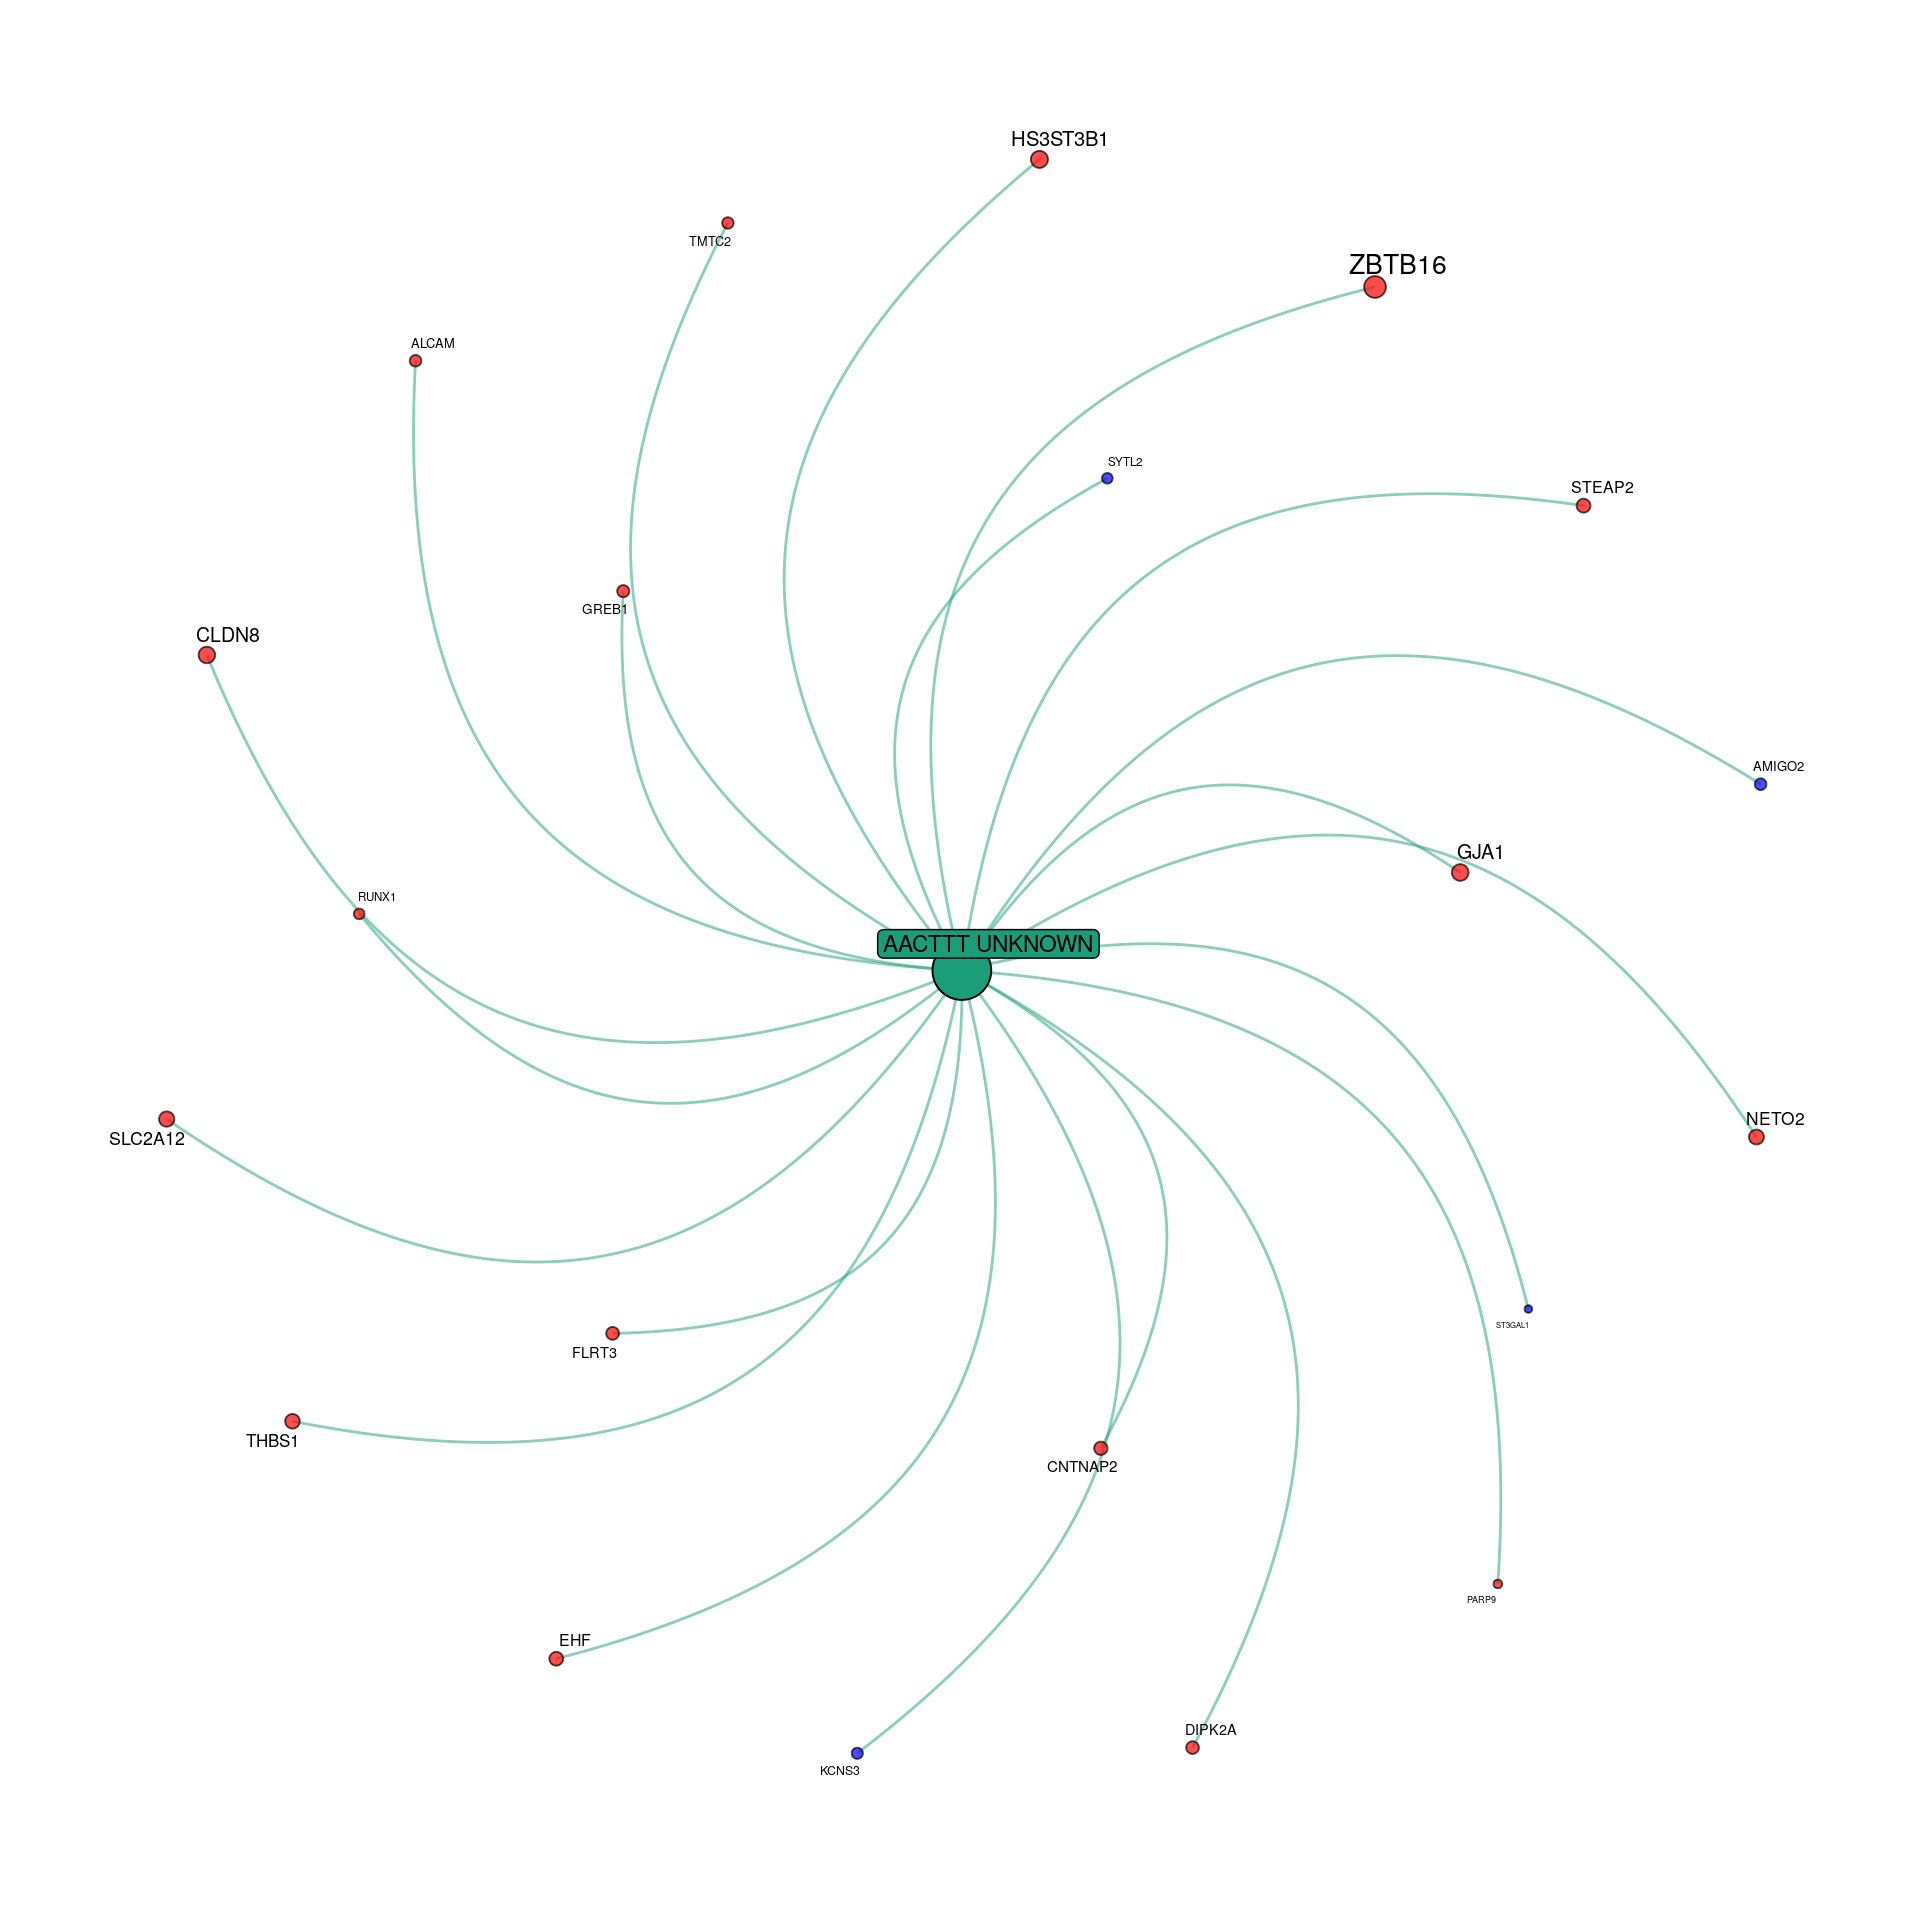 HS3ST3B1
TMTC2
ZBTB16
ALCAM
SYTL2
STEAP2
GREB1
CLDN8
AMIGO2
GJA1
RUNX1
AACTTT UNKNOWN
NETO2
SLC2A12
ST3GAL1
FLRT3
THBS1
CNTNAP2
PARP9
EHF
DIPK2A
KCNS3